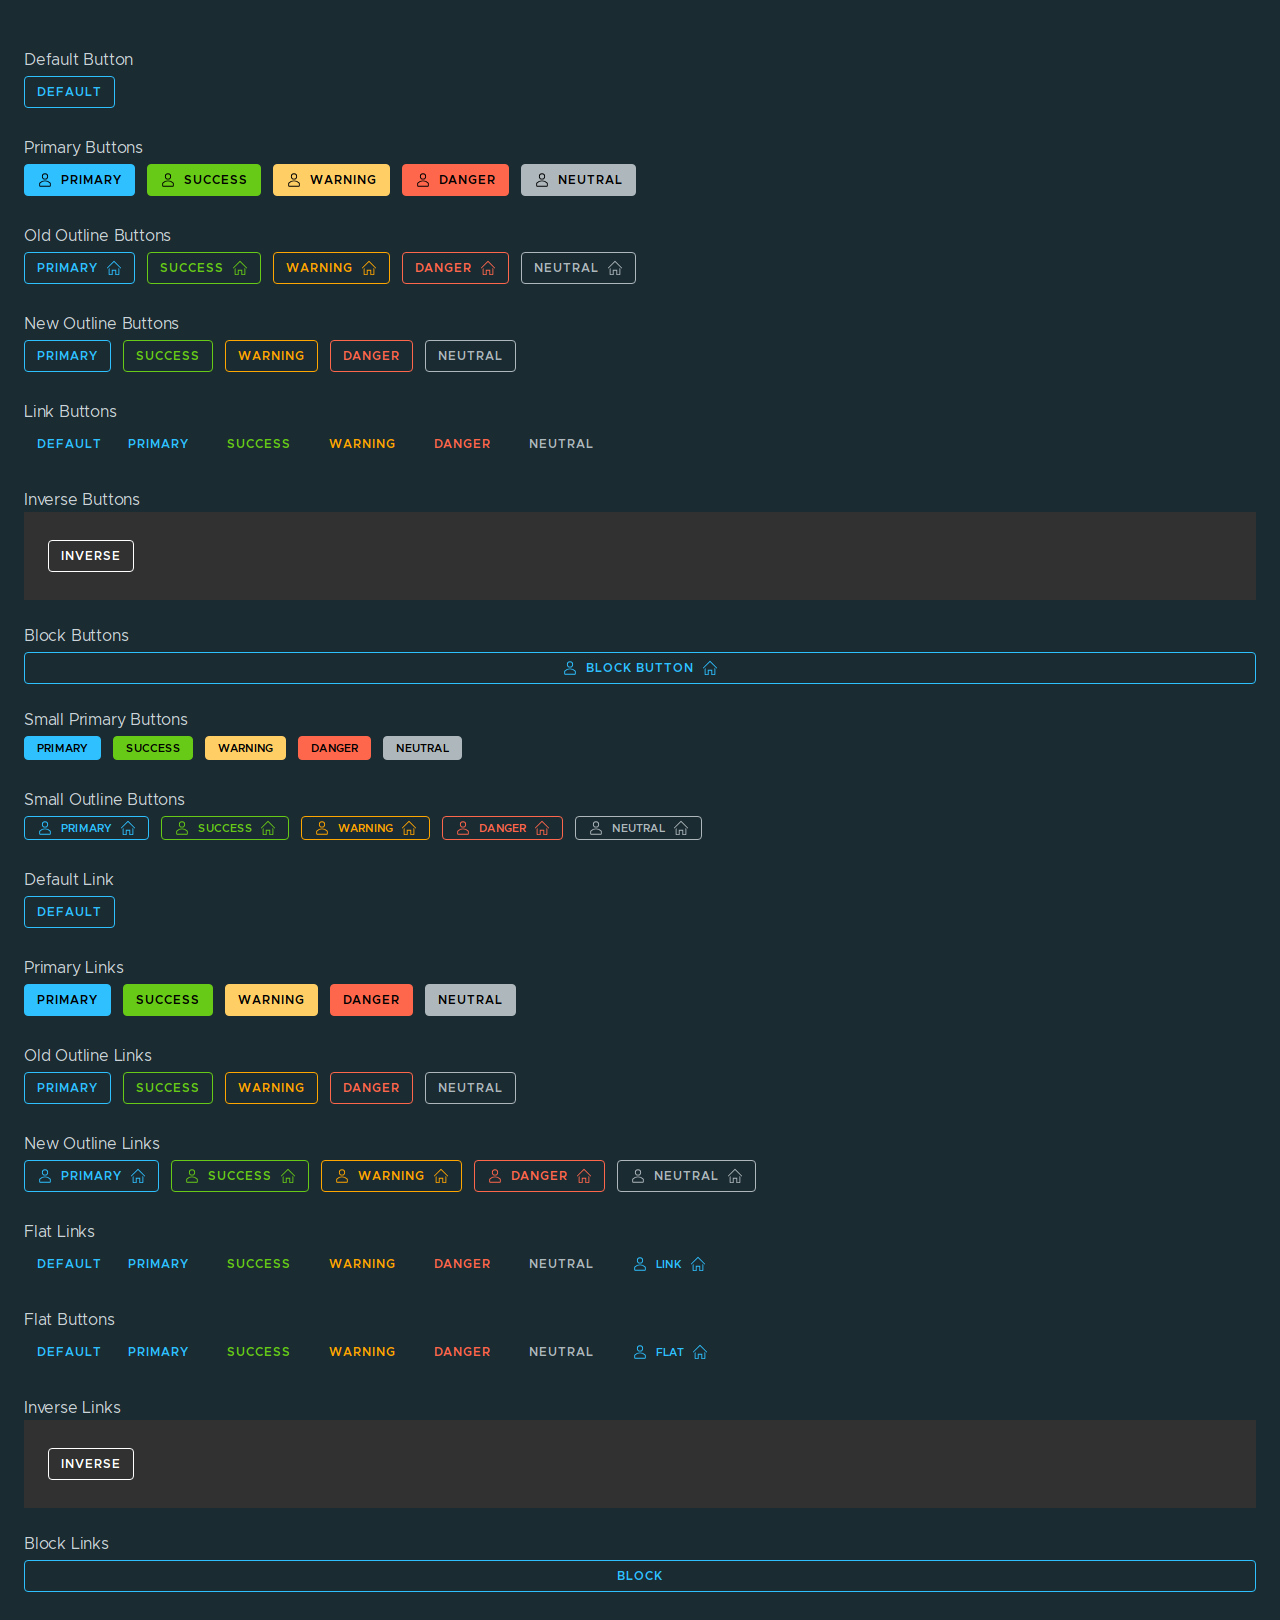 Default Button
DEFAULT
Primary Buttons
PRIMARY SUCCESS WARNING DANGER NEUTRAL
Old Outline Buttons
PRIMARY SUCCESS WARNING DANGER NEUTRAL
New Outline Buttons
PRIMARY SUCCESS WARNING DANGER NEUTRAL
Link Buttons
DEFAULT PRIMARY SUCCESS WARNING DANGER NEUTRAL
Inverse Buttons
INVERSE
Block Buttons
BLOCK BUTTON
Small Primary Buttons
PRIMARY SUCCESS WARNING DANGER NEUTRAL
Small Outline Buttons
PRIMARY SUCCESS WARNING DANGER NEUTRAL
Default Link
DEFAULT
Primary Links
PRIMARY SUCCESS WARNING DANGER NEUTRAL
Old Outline Links
PRIMARY SUCCESS WARNING DANGER NEUTRAL
New Outline Links
PRIMARY SUCCESS WARNING DANGER NEUTRAL
Flat Links
DEFAULT PRIMARY SUCCESS WARNING DANGER NEUTRAL LINK
Flat Buttons
DEFAULT PRIMARY SUCCESS WARNING DANGER NEUTRAL FLAT
Inverse Links
INVERSE
Block Links
BLOCK